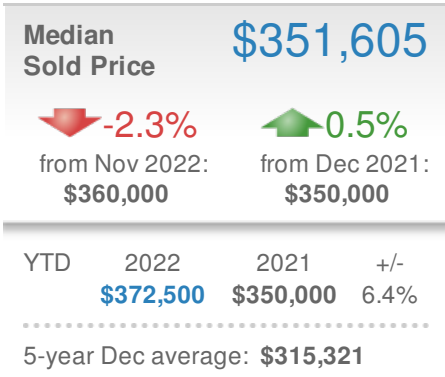 Median
Sold Price
$351,605
-2.3%
from Nov 2022:
$360,000
0.5%
from Dec 2021:
$350,000
YTD 2022 2021 +/-
$372,500 $350,000 6.4%
5-year Dec average: $315,321